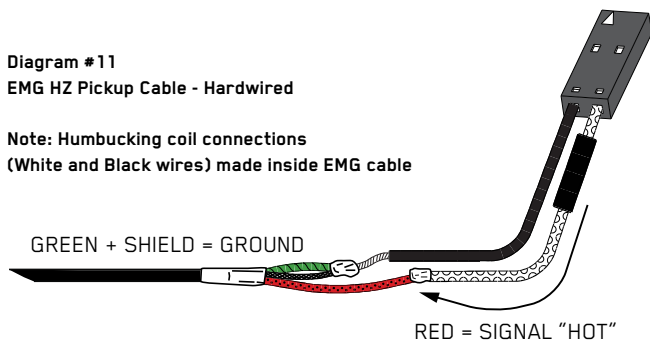 Diagram #11
EMG HZ Pickup Cable - Hardwired
Note: Humbucking coil connections
(White and Black wires) made inside EMG cable
GREEN + SHIELD = GROUND
RED = SIGNAL "HOT"